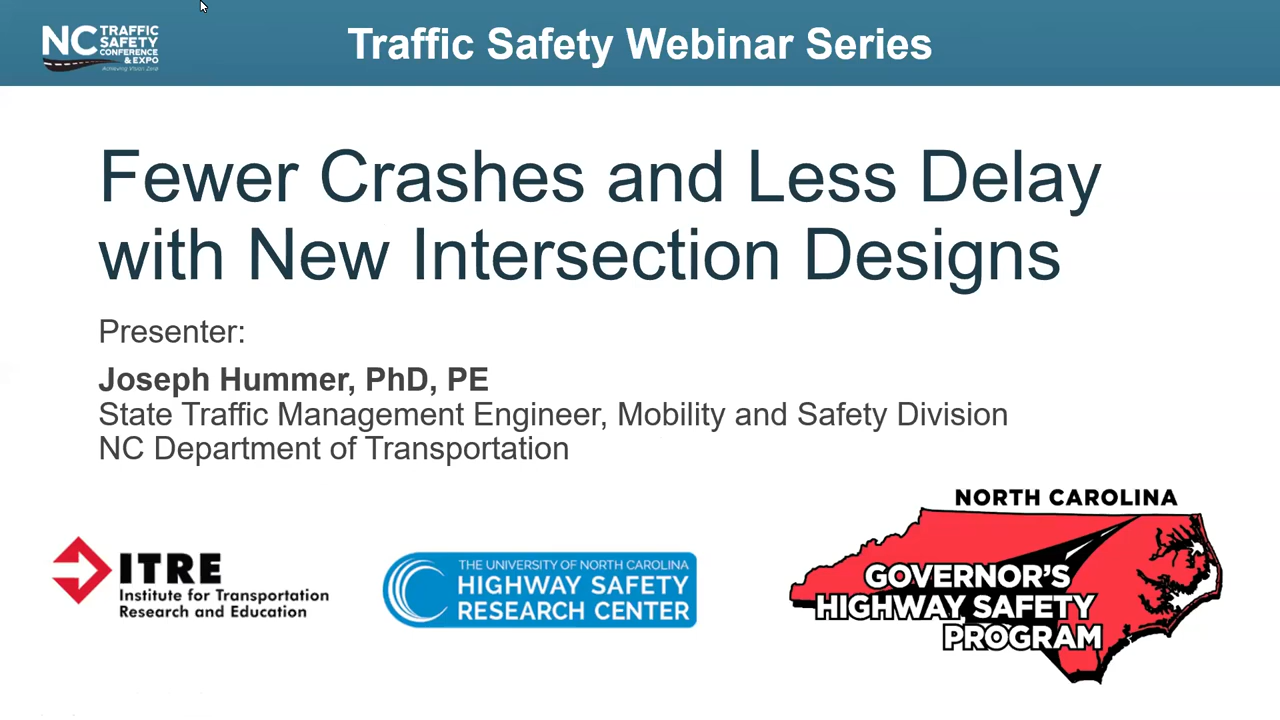 NC TRAFFIC
SAFETY
CONFERENCE
& EXPO
Achieving Vision Zero
Traffic Safety Webinar Series
Fewer Crashes and Less Delay
with New Intersection Designs
Presenter:
Joseph Hummer, PhD, PE
State Traffic Management Engineer, Mobility and Safety Division
NC Department of Transportation
ITRE
Institute for Transportation
Research and Education
THE UNIVERSITY OF NORTH CAROLINA
HIGHWAY SAFETY
RESEARCH CENTER
NORTH CAROLINA
GOVERNOR'S
HIGHWAY SAFETY
PROGRAM